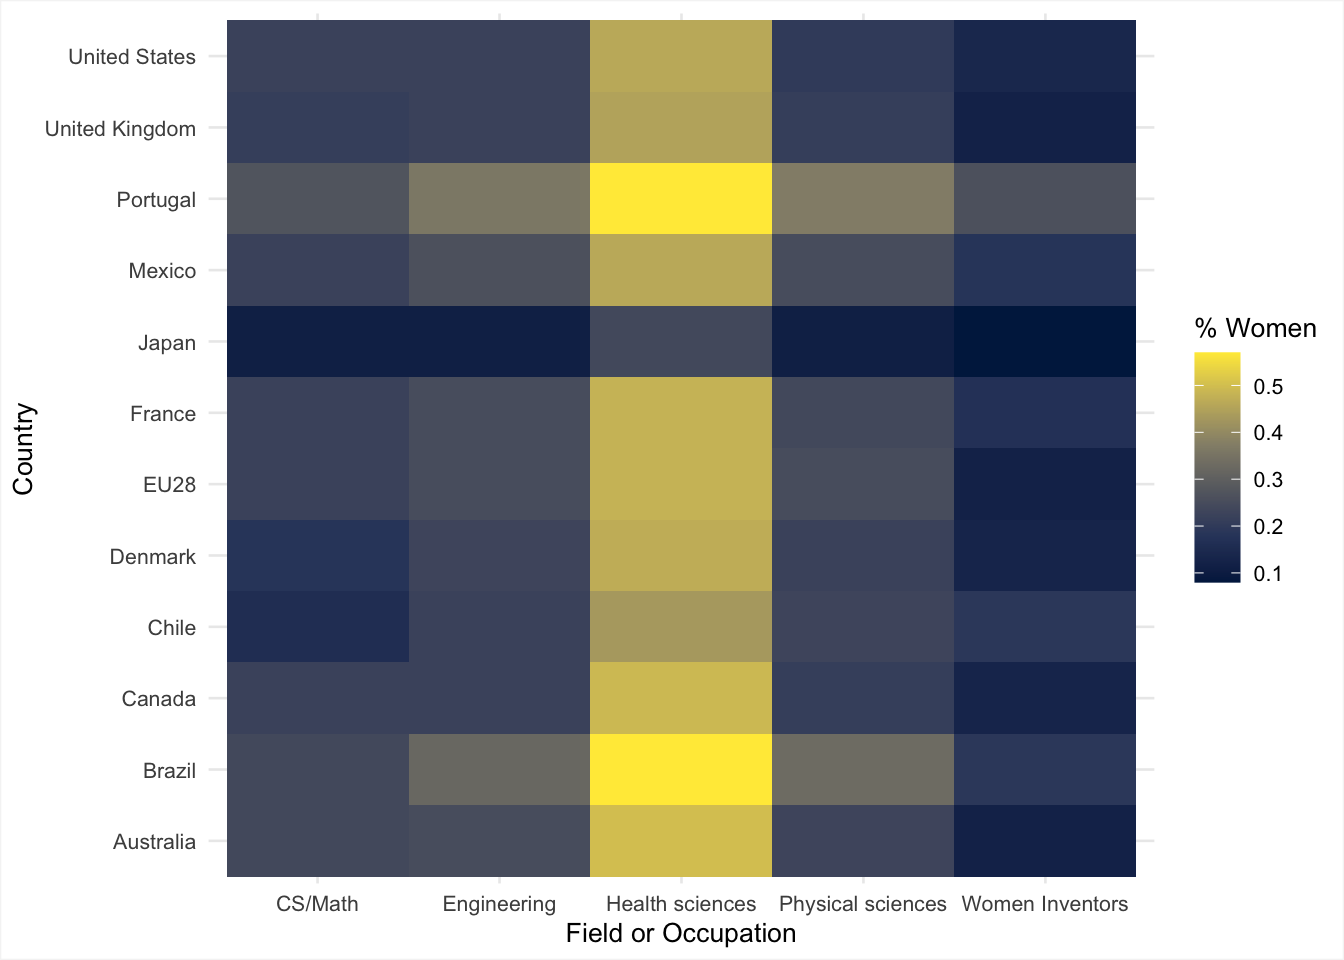 United States
United Kingdom
Portugal
Mexico
Japan
France
EU28
Denmark
Chile
Canada
Brazil
Australia
Country
CS/Math
Engineering
Health sciences
Physical sciences
Women Inventors
Field or Occupation
% Women
0.5
0.4
0.3
0.2
0.1